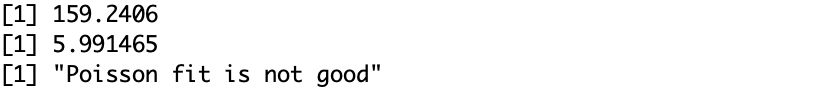 [1] 159.2406
[1] 5.991465
[1] "Poisson fit is not good"